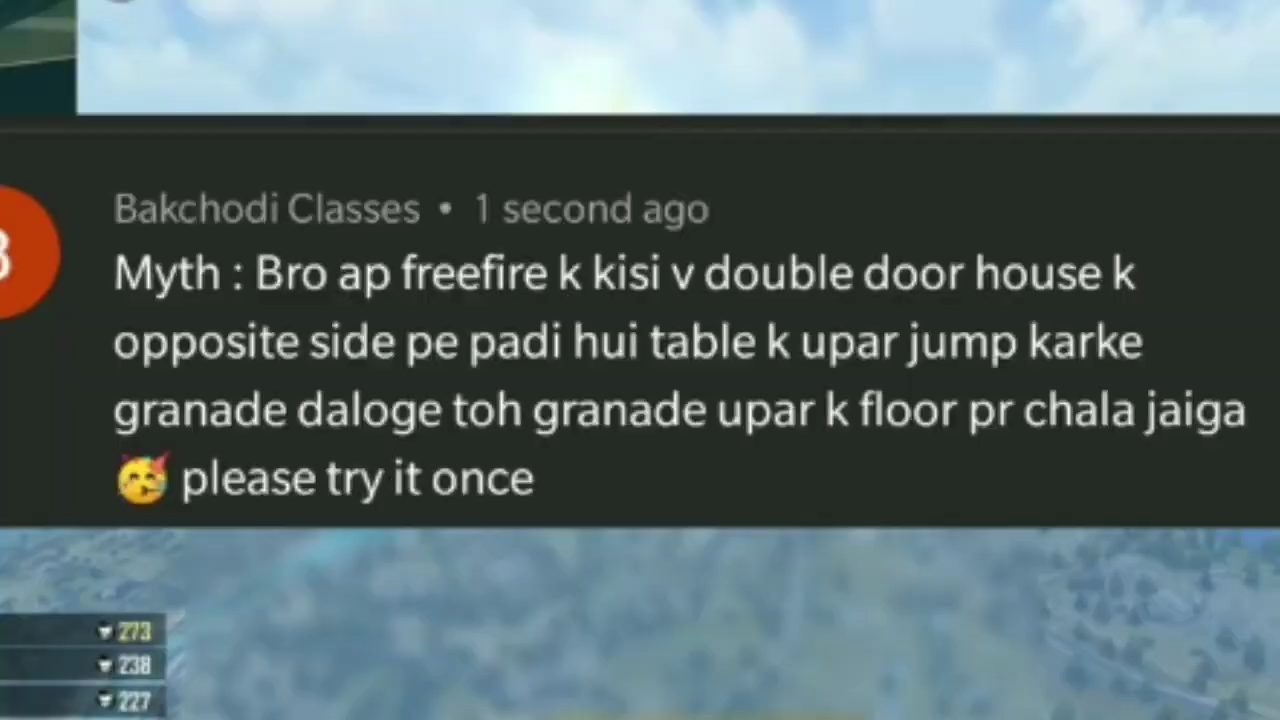 Bakchodi Classes • 1 second ago
Myth : Bro ap freefire k kisi v double door house k
opposite side pe padi hui table k upar jump karke
granade daloge toh granade upar k floor pr chala jaiga
🥳 please try it once
273
238
227